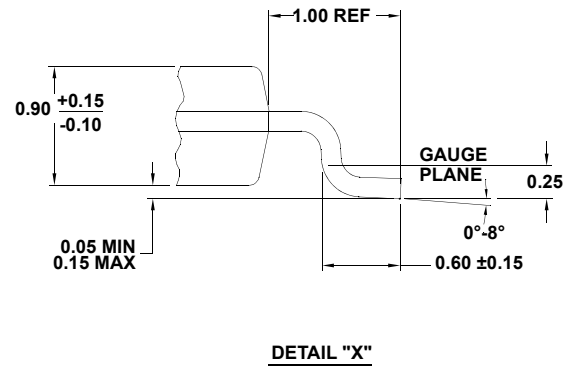 1.00 REF
0.90 +0.15
-0.10
GAUGE
PLANE
0.25
0°-8°
0.05 MIN
0.15 MAX
0.60 ±0.15
DETAIL "X"